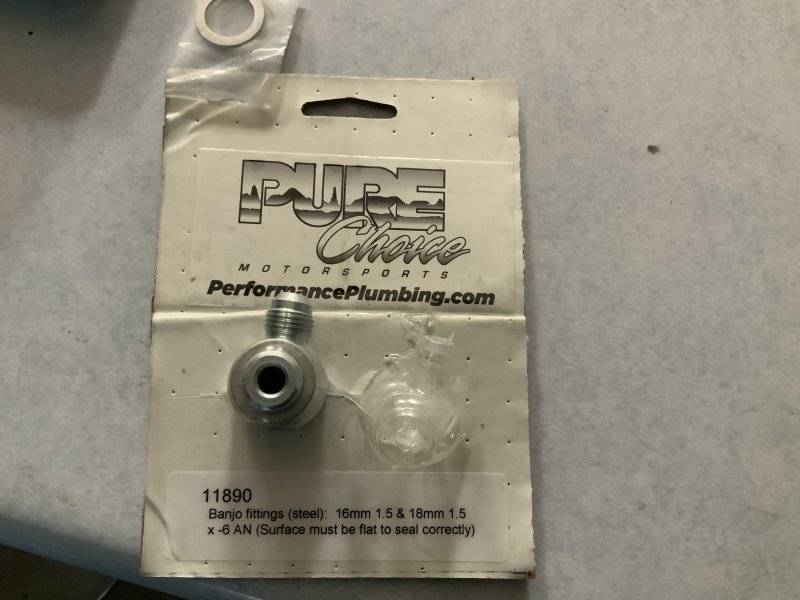 PURE
Choice
MOTORSPORTS
PerformancePlumbing.com
11890
Banjo fittings (steel): 16mm 1.5 & 18mm 1.5
x -6 AN (Surface must be flat to seal correctly)